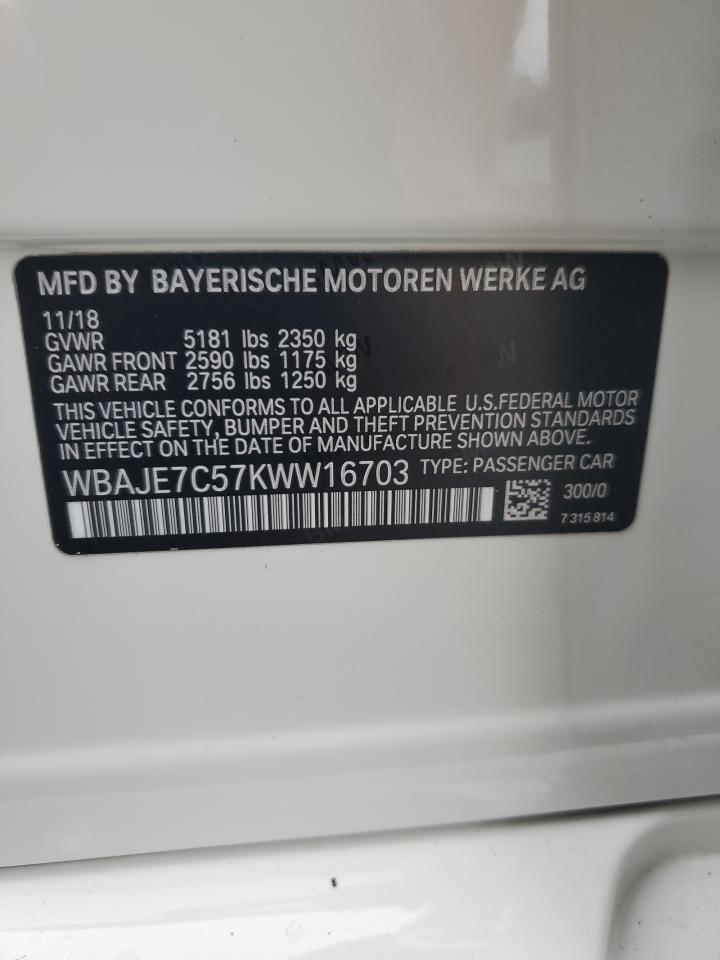 MFD BY BAYERISCHE MOTOREN WERKE AG
11/18
GVWR 5181 lbs 2350 kg
GAWR FRONT 2590 lbs 1175 kg
GAWR REAR 2756 lbs 1250 kg
THIS VEHICLE CONFORMS TO ALL APPLICABLE U.S.FEDERAL MOTOR
VEHICLE SAFETY, BUMPER AND THEFT PREVENTION STANDARDS
IN EFFECT ON THE DATE OF MANUFACTURE SHOWN ABOVE.
WBAJE7C57KWW16703 TYPE: PASSENGER CAR
300/0
7 315 814